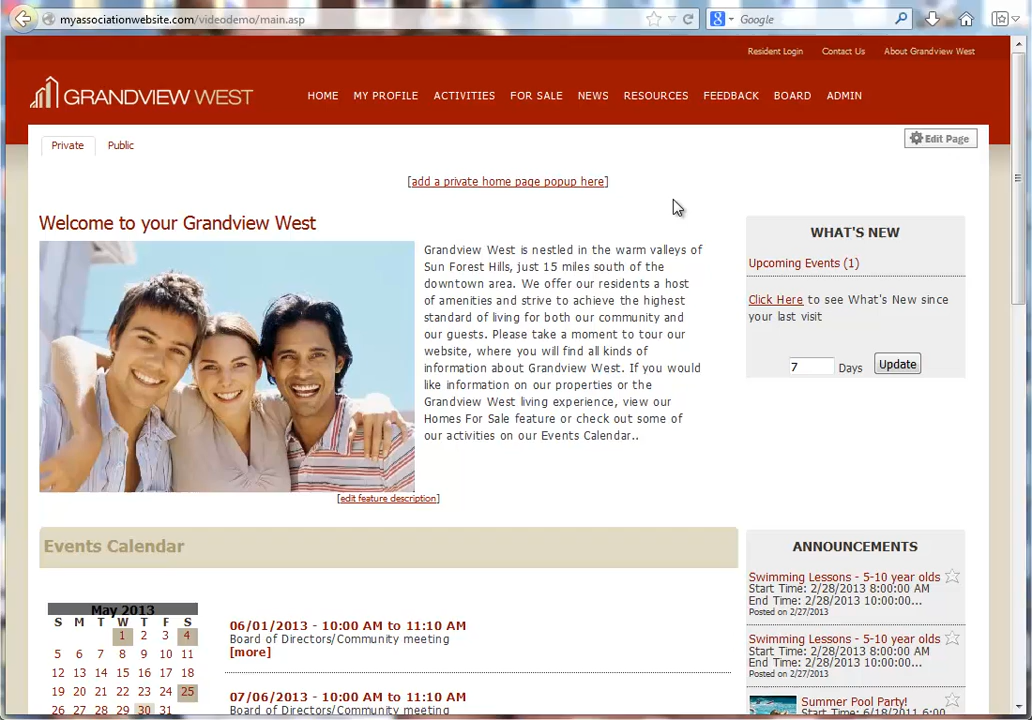 myassociationwebsite.com/videodemo/main.asp
Google
Resident Login Contact Us About Grandview West
GRANDVIEW WEST
HOME MY PROFILE ACTIVITIES FOR SALE NEWS RESOURCES FEEDBACK BOARD ADMIN
Private Public
Edit Page
[add a private home page popup here]
Welcome to your Grandview West
Grandview West is nestled in the warm valleys of
Sun Forest Hills, just 15 miles south of the
downtown area. We offer our residents a host
of amenities and strive to achieve the highest
standard of living for both our community and
our guests. Please take a moment to tour our
website, where you will find all kinds of
information about Grandview West. If you would
like information on our properties or the
Grandview West living experience, view our
Homes For Sale feature or check out some of
our activities on our Events Calendar..
[edit feature description]
WHAT'S NEW
Upcoming Events (1)
Click Here to see What's New since
your last visit
7 Days Update
Events Calendar
May 2013
S M T W T F S
1 2 3 4
5 6 7 8 9 10 11
12 13 14 15 16 17 18
19 20 21 22 23 24 25
26 27 28 29 30 31
06/01/2013 - 10:00 AM to 11:10 AM
Board of Directors/Community meeting
[more]
07/06/2013 - 10:00 AM to 11:10 AM
Board of Directors/Community meeting
ANNOUNCEMENTS
Swimming Lessons - 5-10 year olds
Start Time: 2/28/2013 8:00:00 AM
End Time: 2/28/2013 10:00:00...
Posted on 2/27/2013
Swimming Lessons - 5-10 year olds
Start Time: 2/28/2013 8:00:00 AM
End Time: 2/28/2013 10:00:00...
Posted on 2/27/2013
Summer Pool Party!
Start Time: 6/18/2011 6:00